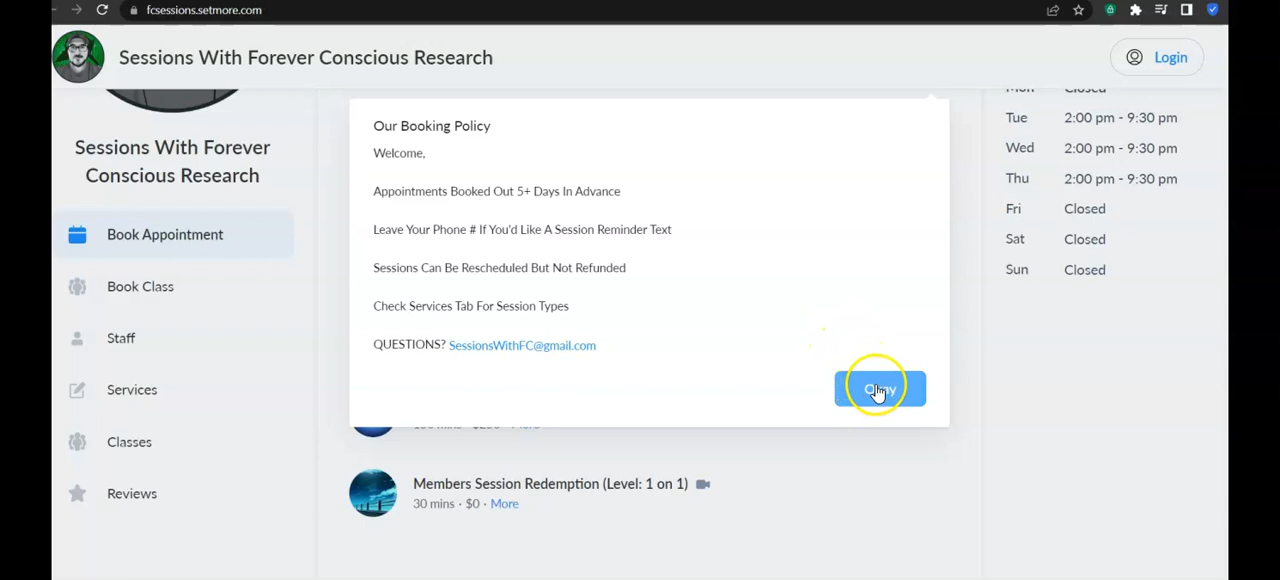 fcsessions.setmore.com
Sessions With Forever Conscious Research
Login
Sessions With Forever
Conscious Research
Book Appointment
Book Class
Staff
Services
Classes
Reviews
Our Booking Policy
Welcome,
Appointments Booked Out 5+ Days In Advance
Leave Your Phone # If You'd Like A Session Reminder Text
Sessions Can Be Rescheduled But Not Refunded
Check Services Tab For Session Types
QUESTIONS? SessionsWithFC@gmail.com
Okay
Members Session Redemption (Level: 1 on 1)
30 mins · $0 · More
Mon Closed
Tue 2:00 pm - 9:30 pm
Wed 2:00 pm - 9:30 pm
Thu 2:00 pm - 9:30 pm
Fri Closed
Sat Closed
Sun Closed